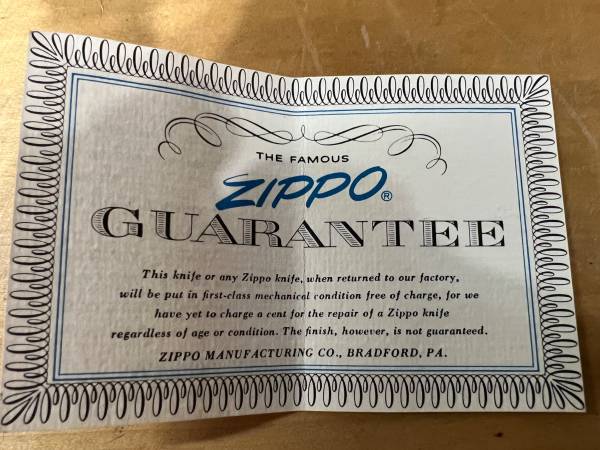 THE FAMOUS
ZIPPO®
GUARANTEE
This knife or any Zippo knife, when returned to our factory,
will be put in first-class mechanical condition free of charge, for we
have yet to charge a cent for the repair of a Zippo knife
regardless of age or condition. The finish, however, is not guaranteed.
ZIPPO MANUFACTURING CO., BRADFORD, PA.